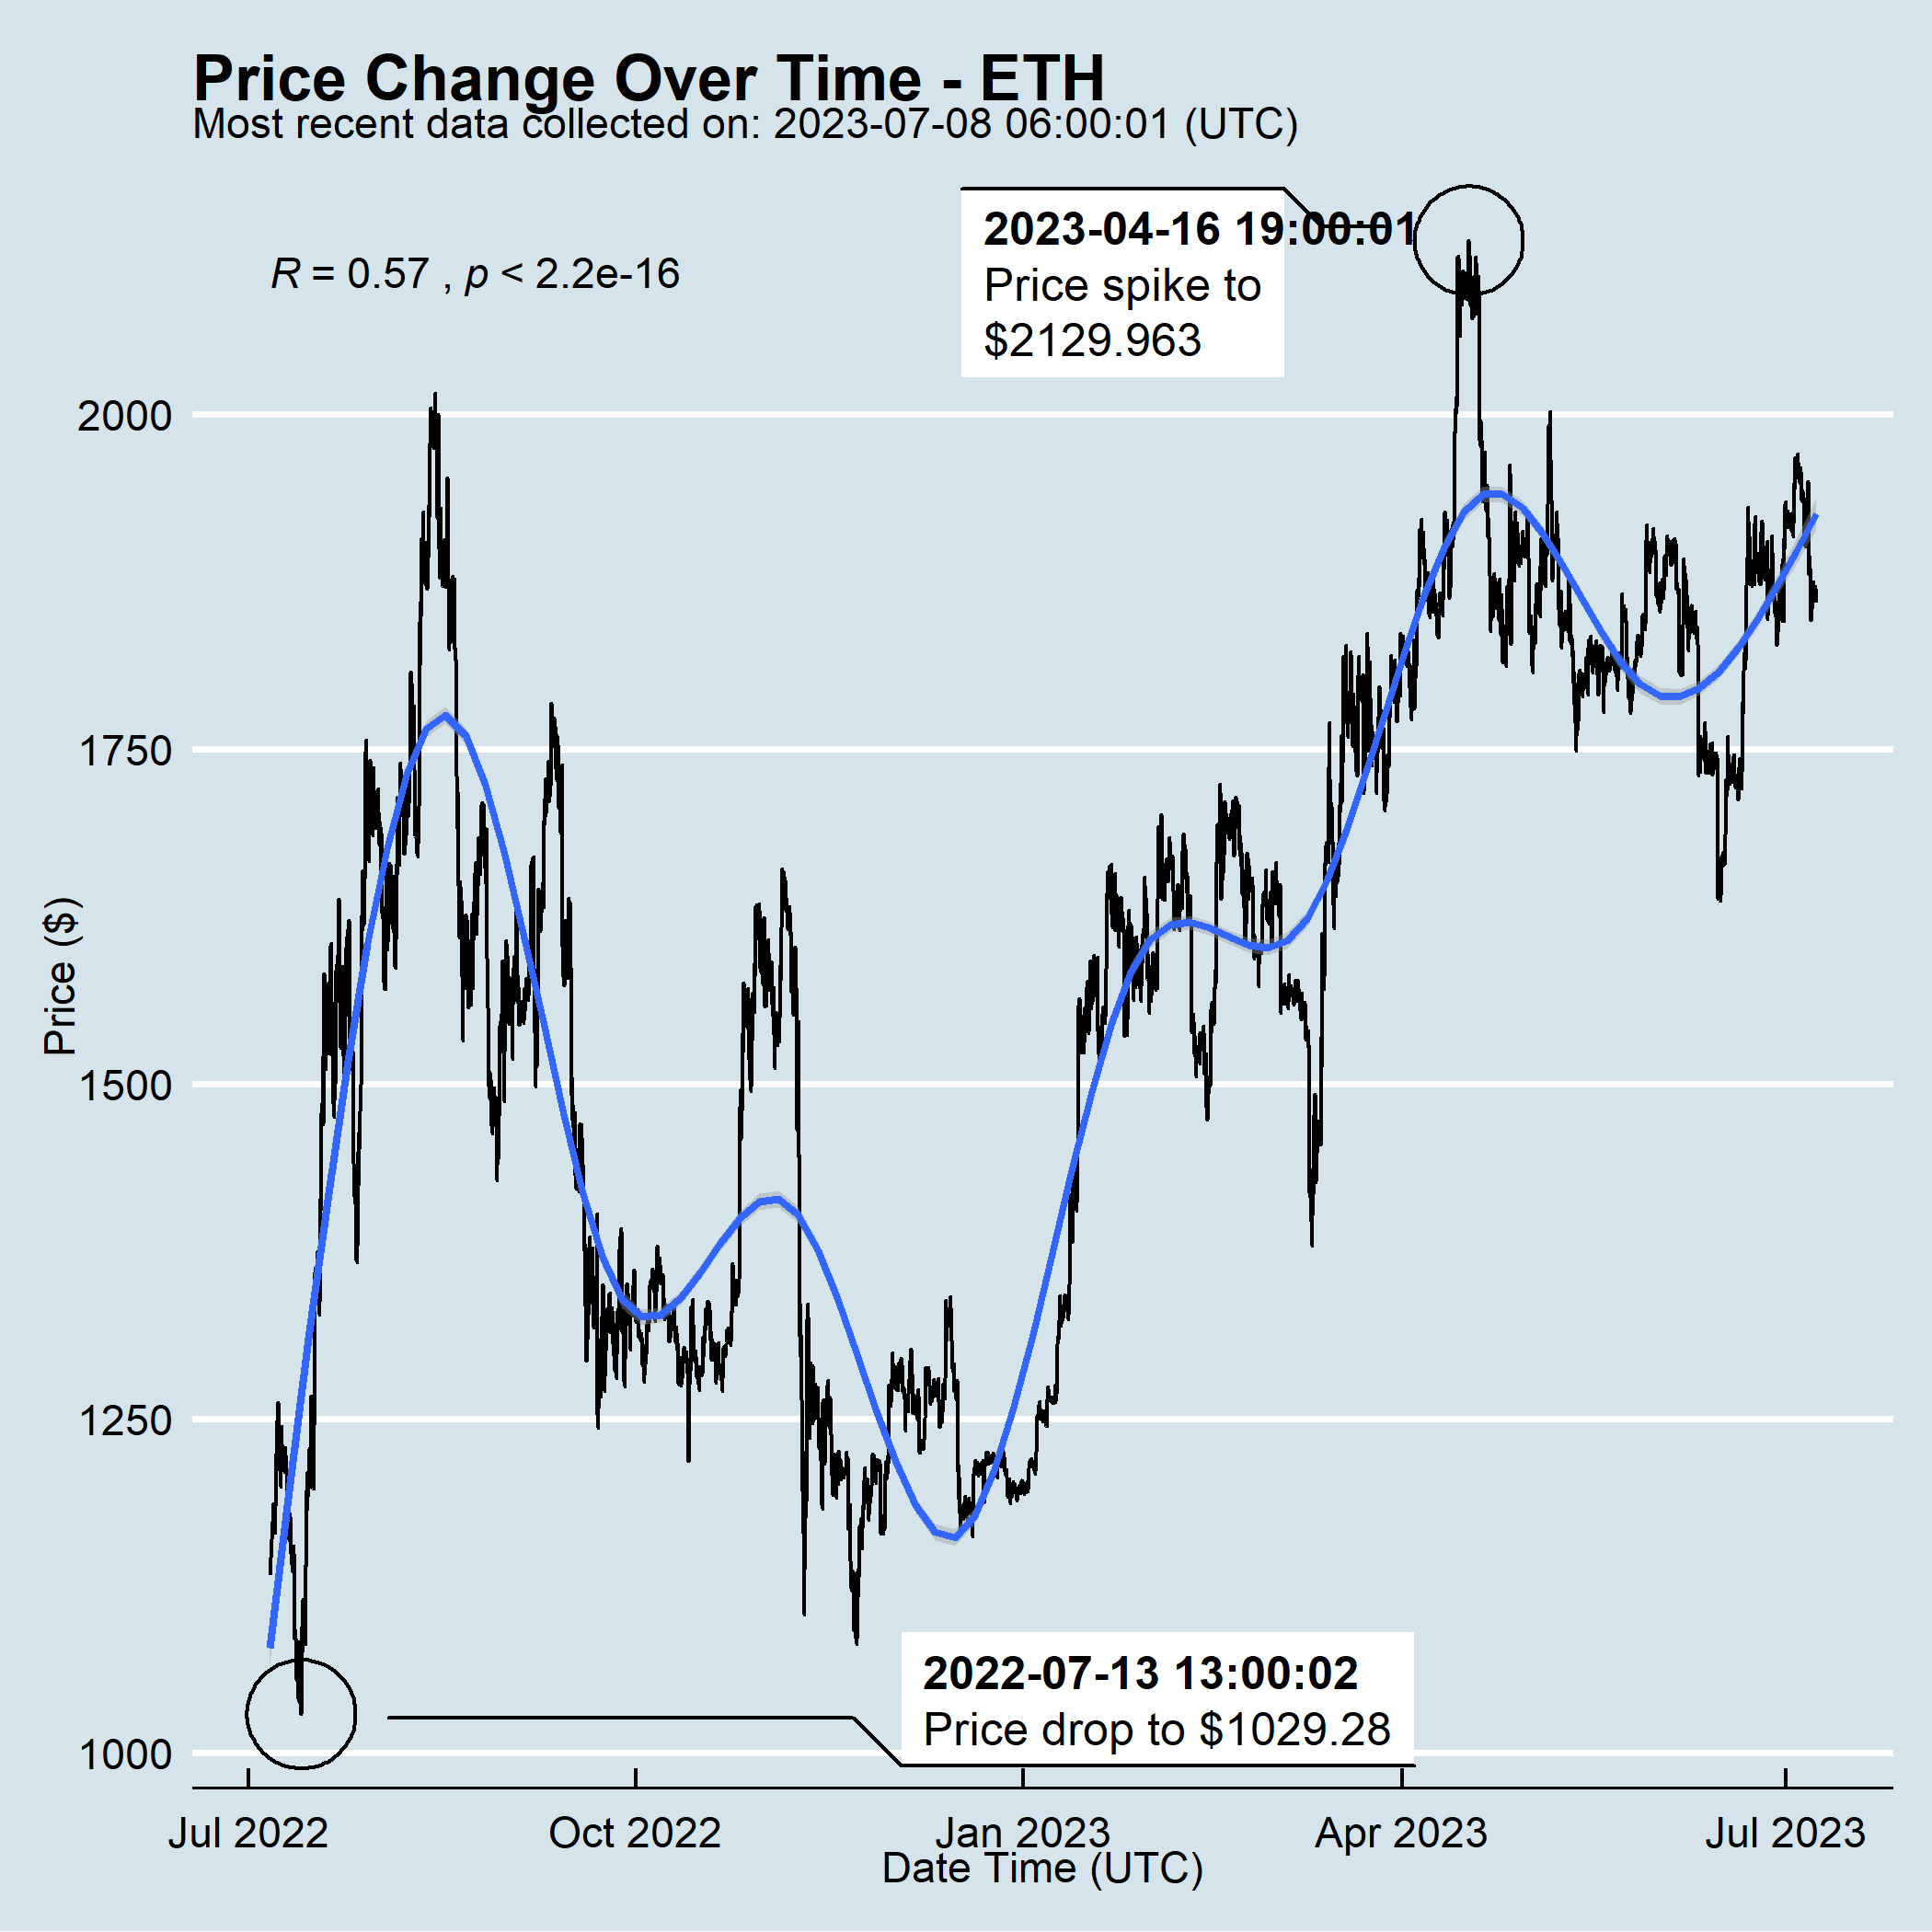 Price Change Over Time - ETH
Most recent data collected on: 2023-07-08 06:00:01 (UTC)
2023-04-16 19:00:01
Price spike to
$2129.963
R = 0.57 , p < 2.2e-16
2000
1750
1500
1250
1000
Price ($)
2022-07-13 13:00:02
Price drop to $1029.28
Jul 2022
Oct 2022
Jan 2023
Apr 2023
Jul 2023
Date Time (UTC)